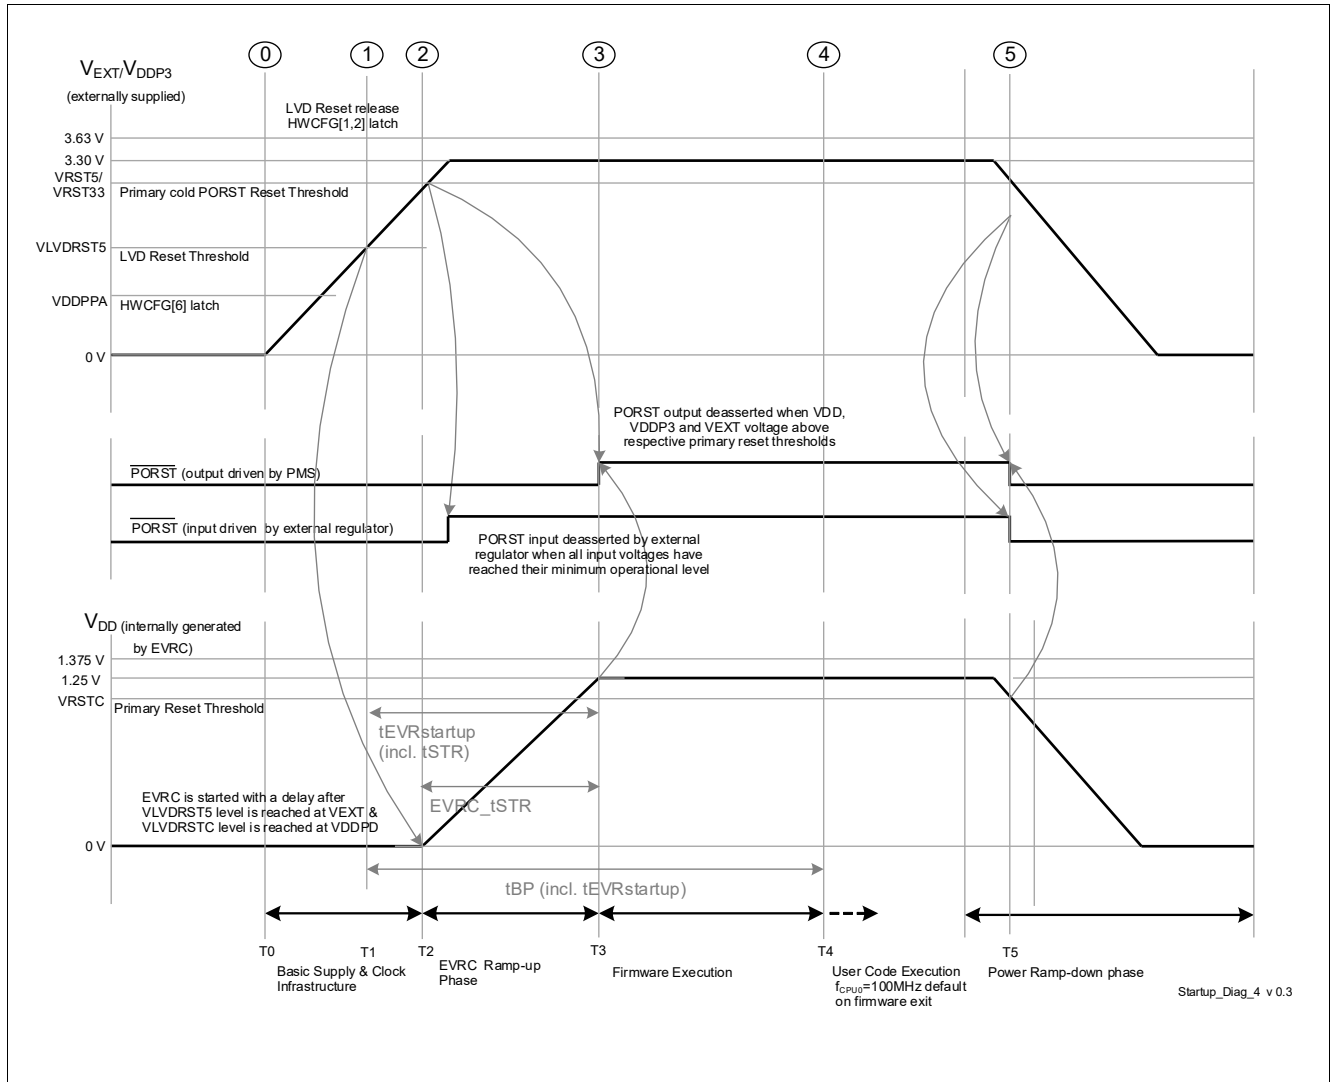 0 1 2 3 4 5
VEXT/VDDP3
(externally supplied)
LVD Reset release
HWCFG[1,2] latch
3.63 V
3.30 V
VRST5/
VRST33
Primary cold PORST Reset Threshold
VLVDRST5
LVD Reset Threshold
VDDPPA
HWCFG[6] latch
0 V
PORST output deasserted when VDD,
VDDP3 and VEXT voltage above
respective primary reset thresholds
PORST (output driven by PMS)
PORST (input driven by external regulator)
PORST input deasserted by external
regulator when all input voltages have
reached their minimum operational level
VDD (internally generated
by EVRC)
1.375 V
1.25 V
VRSTC
Primary Reset Threshold
tEVRstartup
(incl. tSTR)
EVRC_tSTR
EVRC is started with a delay after
VLVDRST5 level is reached at VEXT &
VLVDRSTC level is reached at VDDPD
0 V
tBP (incl. tEVRstartup)
T0 T1 T2 T3 T4 T5
Basic Supply & Clock
Infrastructure
EVRC Ramp-up
Phase
Firmware Execution
User Code Execution
fCPU0=100MHz default
on firmware exit
Power Ramp-down phase
Startup_Diag_4 v 0.3